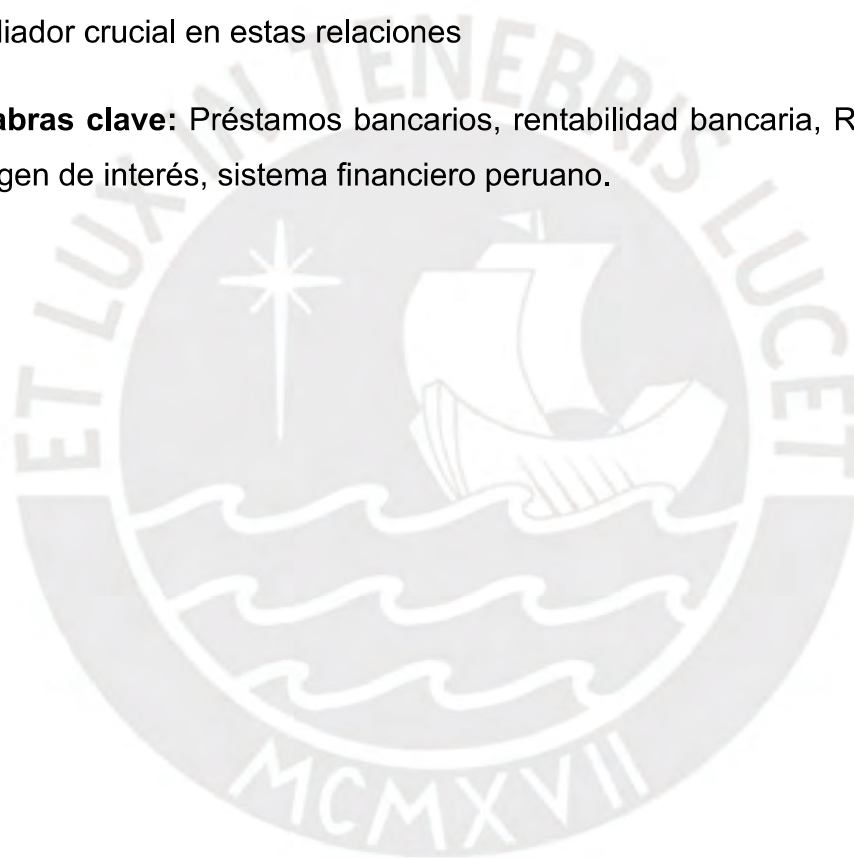 diador crucial en estas relaciones
abras clave: Préstamos bancarios, rentabilidad bancaria, R
gen de interés, sistema financiero peruano.
ET LUX IN TENEBRIS LUCET
MCMXVII